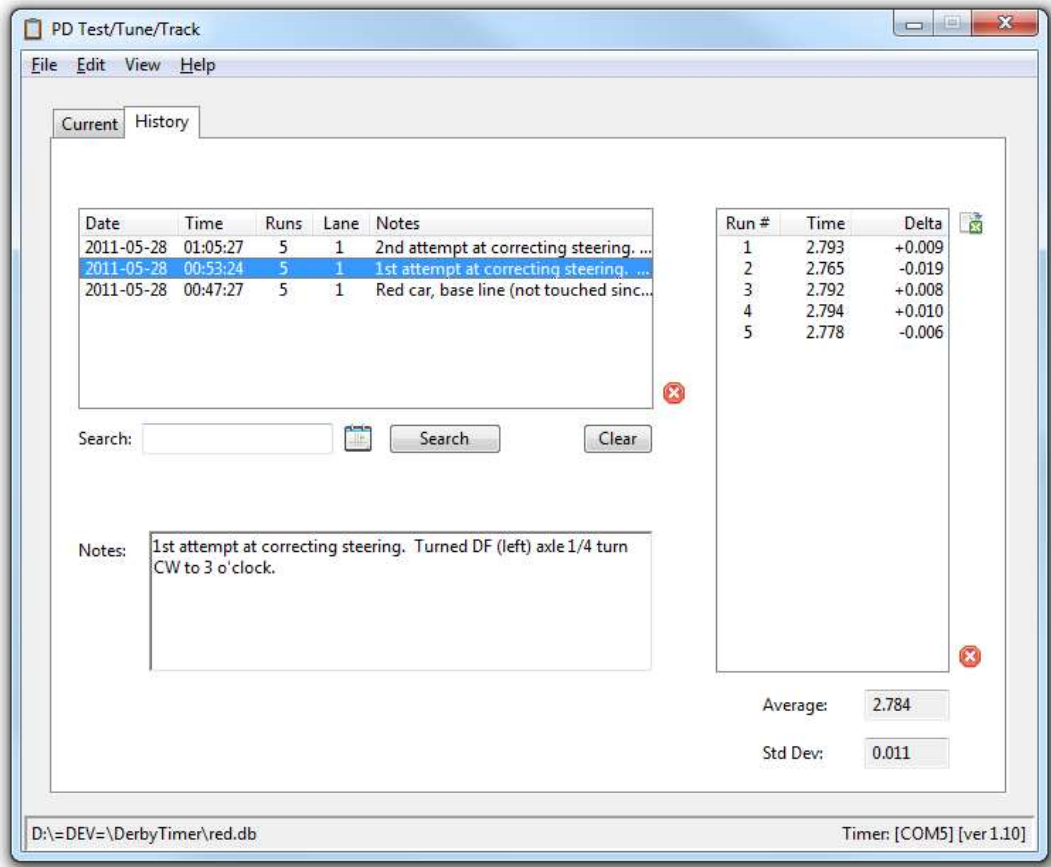 PD Test/Tune/Track
File Edit View Help
Current History
Date Time Runs Lane Notes
2011-05-28 01:05:27 5 1 2nd attempt at correcting steering. ...
2011-05-28 00:53:24 5 1 1st attempt at correcting steering. ...
2011-05-28 00:47:27 5 1 Red car, base line (not touched sinc...
Run # Time Delta
1 2.793 +0.009
2 2.765 -0.019
3 2.792 +0.008
4 2.794 +0.010
5 2.778 -0.006
Search: Search Clear
Notes: 1st attempt at correcting steering.  Turned DF (left) axle 1/4 turn
CW to 3 o'clock.
Average: 2.784
Std Dev: 0.011
D:\=DEV=\DerbyTimer\red.db Timer: [COM5] [ver 1.10]